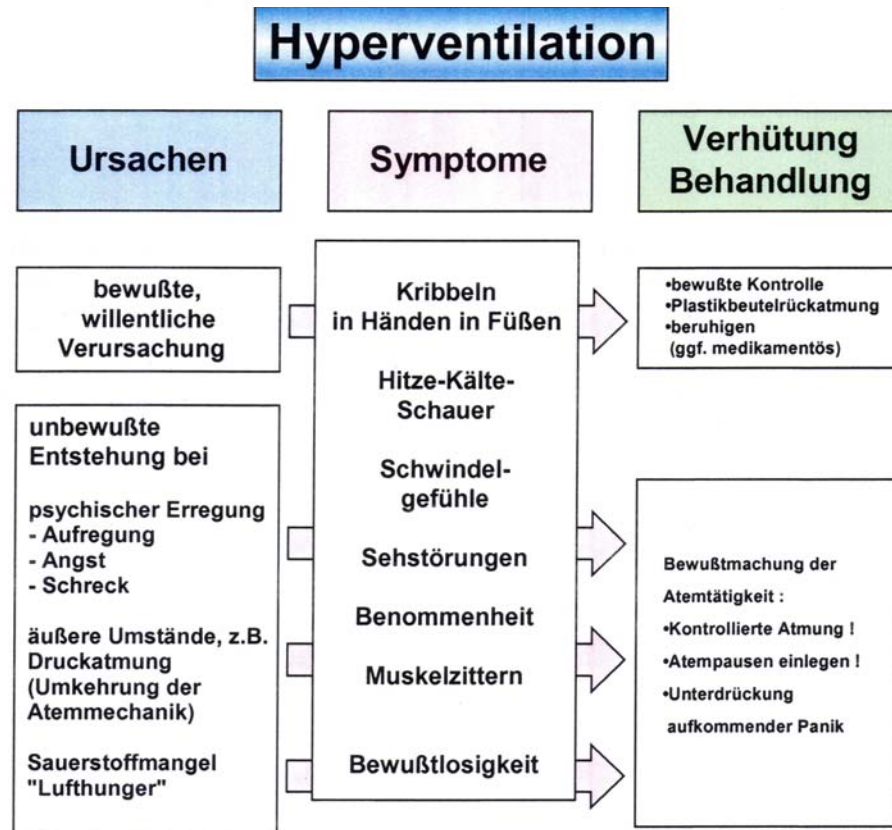 Hyperventilation
Ursachen
Symptome
Verhütung
Behandlung
bewußte,
willentliche
Verursachung
unbewußte
Entstehung bei
psychischer Erregung
- Aufregung
- Angst
- Schreck
äußere Umstände, z.B.
Druckatmung
(Umkehrung der
Atemmechanik)
Sauerstoffmangel
"Lufthunger"
Kribbeln
in Händen in Füßen
Hitze-Kälte-
Schauer
Schwindel-
gefühle
Sehstörungen
Benommenheit
Muskelzittern
Bewußtlosigkeit
•bewußte Kontrolle
•Plastikbeutelrückatmung
•beruhigen
(ggf. medikamentös)
Bewußtmachung der
Atemtätigkeit :
•Kontrollierte Atmung !
•Atempausen einlegen !
•Unterdrückung
aufkommender Panik